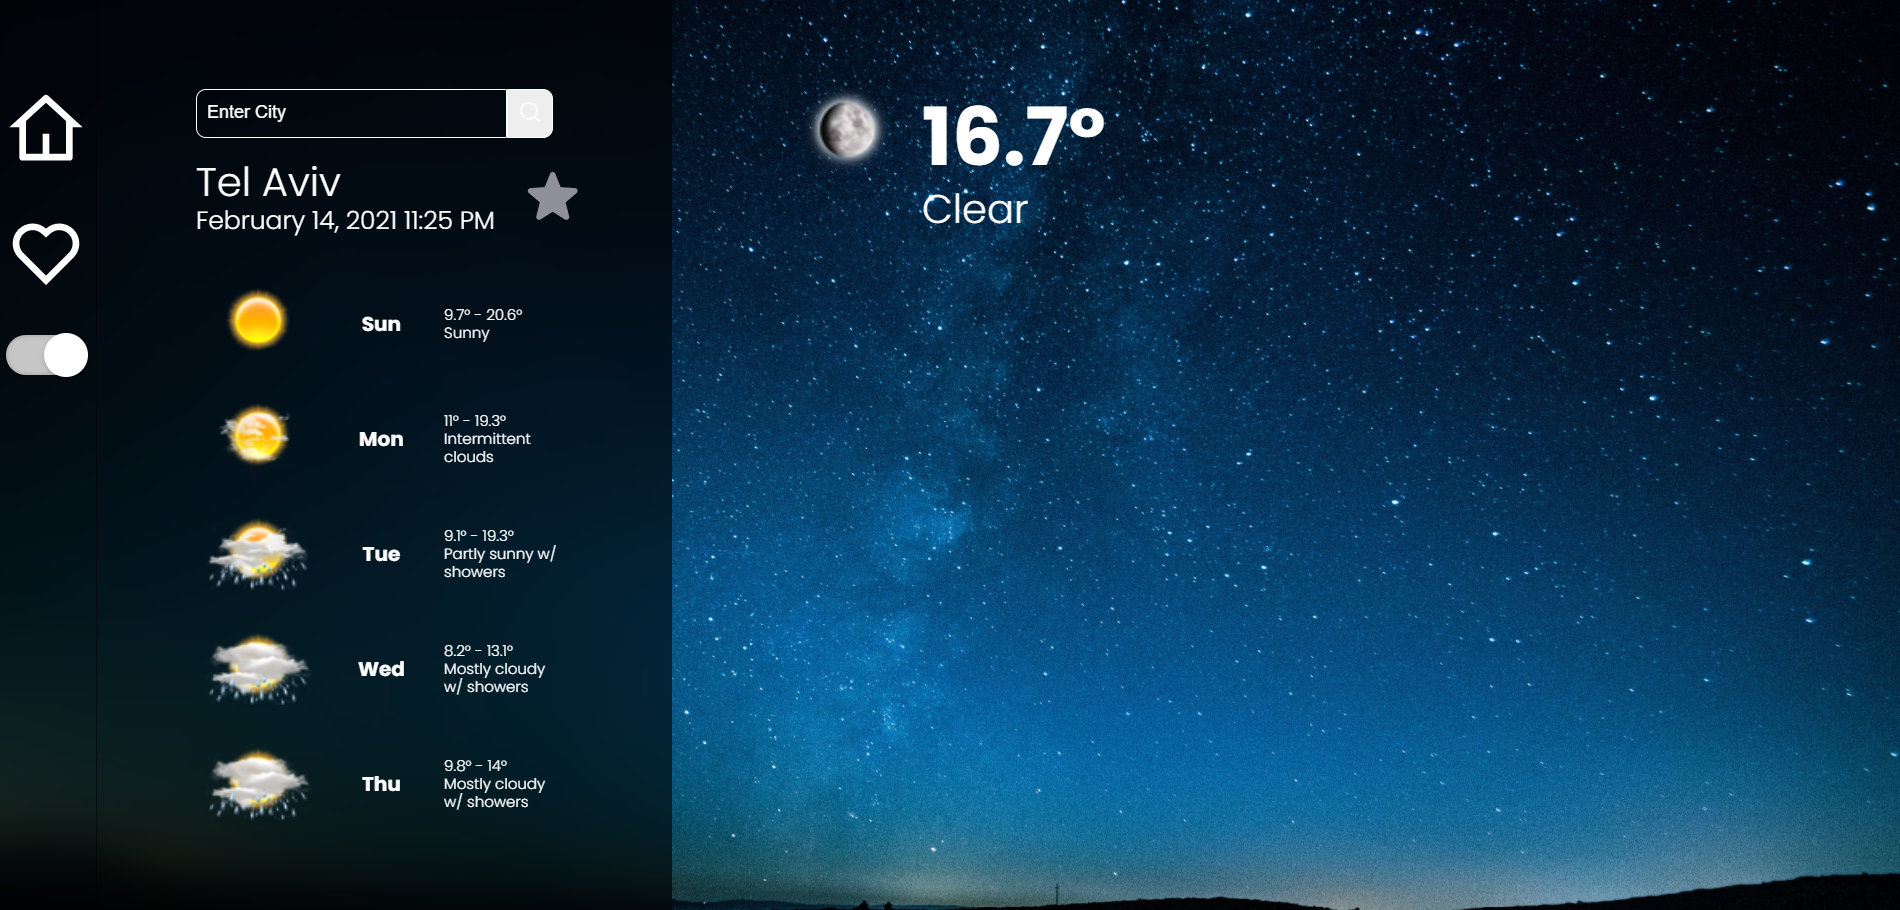 Enter City
Tel Aviv
February 14, 2021 11:25 PM
Sun
9.7° - 20.6°
Sunny
Mon
11° - 19.3°
Intermittent
clouds
Tue
9.1° - 19.3°
Partly sunny w/
showers
Wed
8.2° - 13.1°
Mostly cloudy
w/ showers
Thu
9.8° - 14°
Mostly cloudy
w/ showers
16.7°
Clear